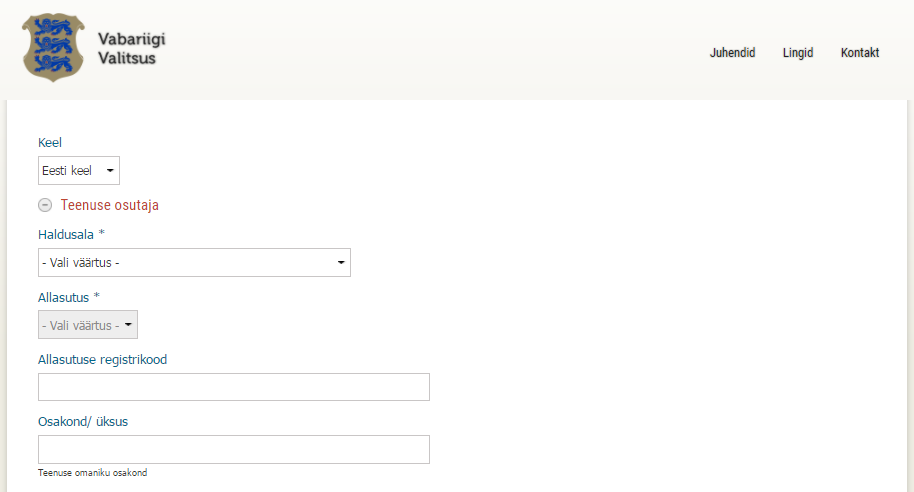 Vabariigi
Valitsus
Juhendid Lingid Kontakt
Keel
Eesti keel
Teenuse osutaja
Haldusala *
- Vali väärtus -
Allasutus *
- Vali väärtus -
Allasutuse registrikood
Osakond/ üksus
Teenuse omaniku osakond